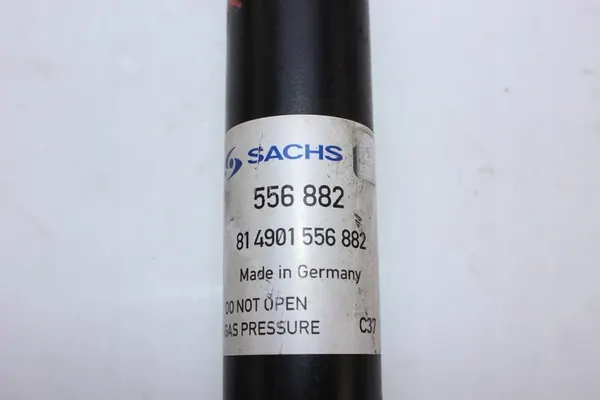 SACHS
556 882
81 4901 556 882
Made in Germany
DO NOT OPEN
GAS PRESSURE C37